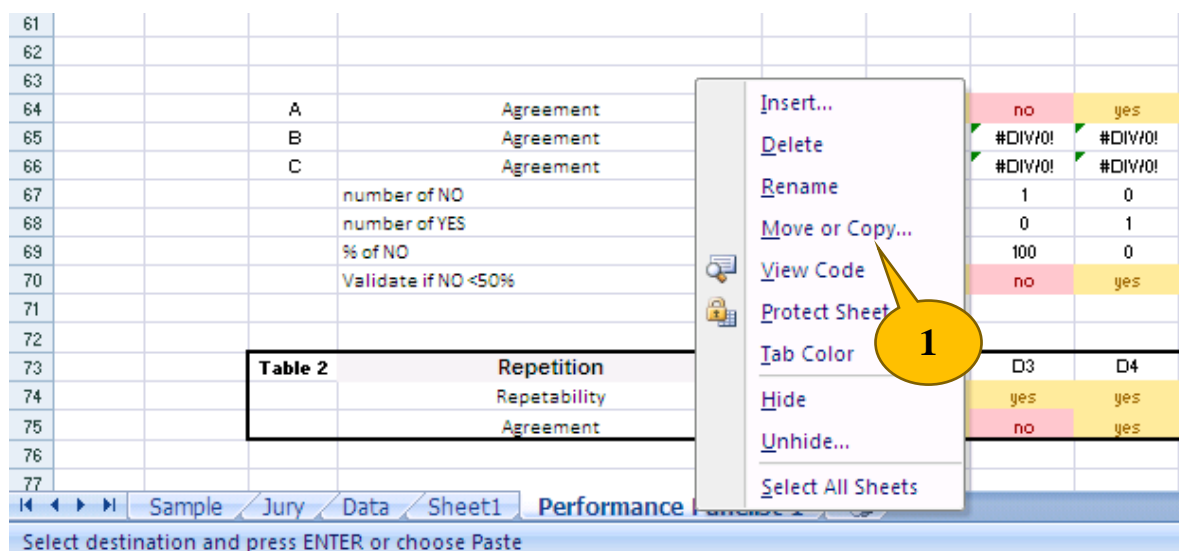 61
62
63
64 A Agreement no yes
65 B Agreement #DIV/0! #DIV/0!
66 C Agreement #DIV/0! #DIV/0!
67 number of NO 1 0
68 number of YES 0 1
69 % of NO 100 0
70 Validate if NO <50% no yes
71
72
73 Table 2 Repetition D3 D4
74 Repetability yes yes
75 Agreement no yes
76
77
Insert...
Delete
Rename
Move or Copy...
View Code
Protect Sheet
Tab Color
Hide
Unhide...
Select All Sheets
1
Sample Jury Data Sheet1 Performance
Select destination and press ENTER or choose Paste